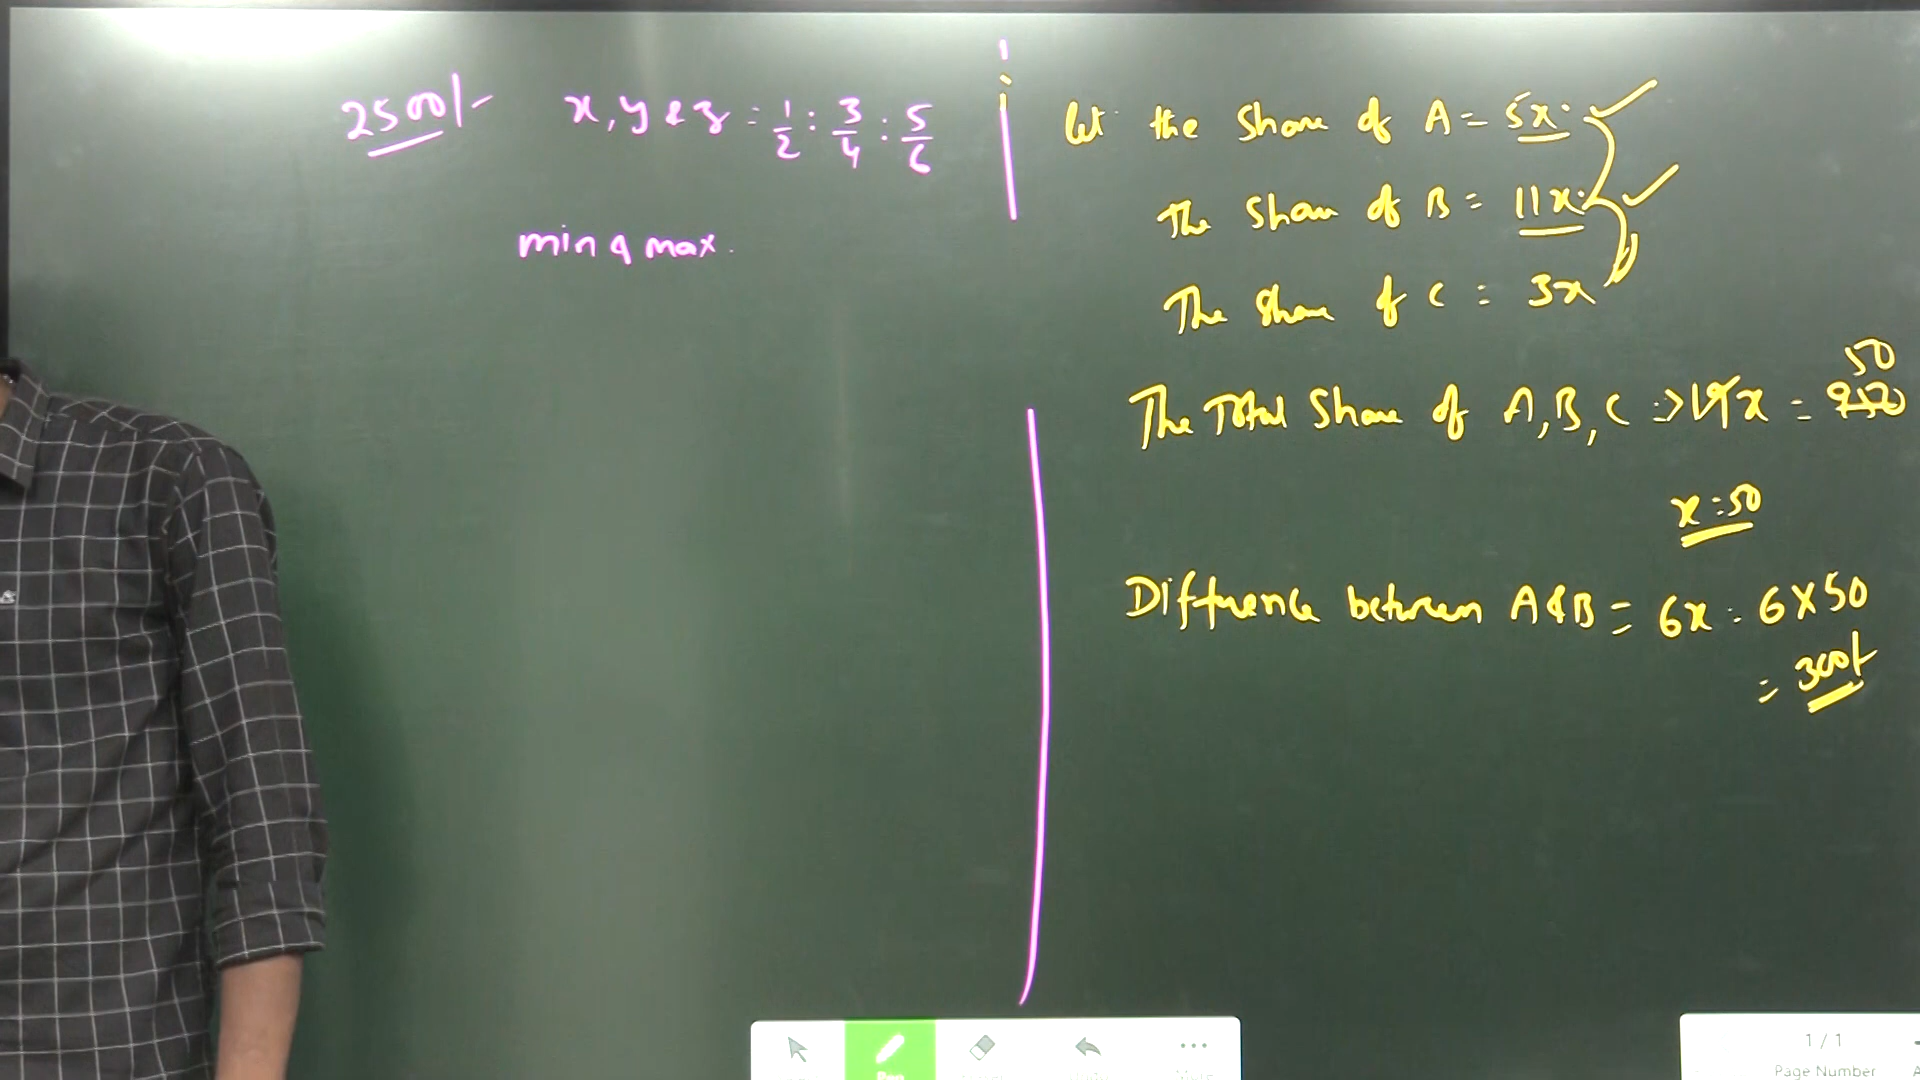 2500/- x, y & z = 1/2 : 3/4 : 5/6
min & max.
let the share of A = 5x
The share of B = 11x
The share of C = 3x
50
The Total Share of A, B, C => 19x = 950
x = 50
Difference between A & B = 6x = 6 X 50
= 300/-
1 / 1
Page Number